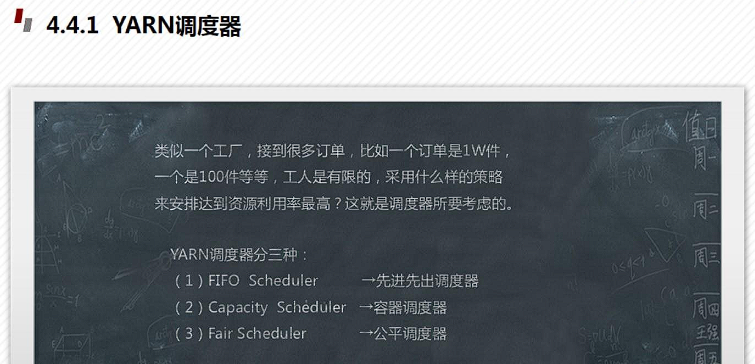 4.4.1 YARN调度器
类似一个工厂，接到很多订单，比如一个订单是1W件，
一个是100件等等，工人是有限的，采用什么样的策略
来安排达到资源利用率最高？这就是调度器所要考虑的。
YARN调度器分三种：
（1）FIFO Scheduler →先进先出调度器
（2）Capacity Scheduler →容器调度器
（3）Fair Scheduler →公平调度器
值日
周一
周二
周三
周四
王强
周五